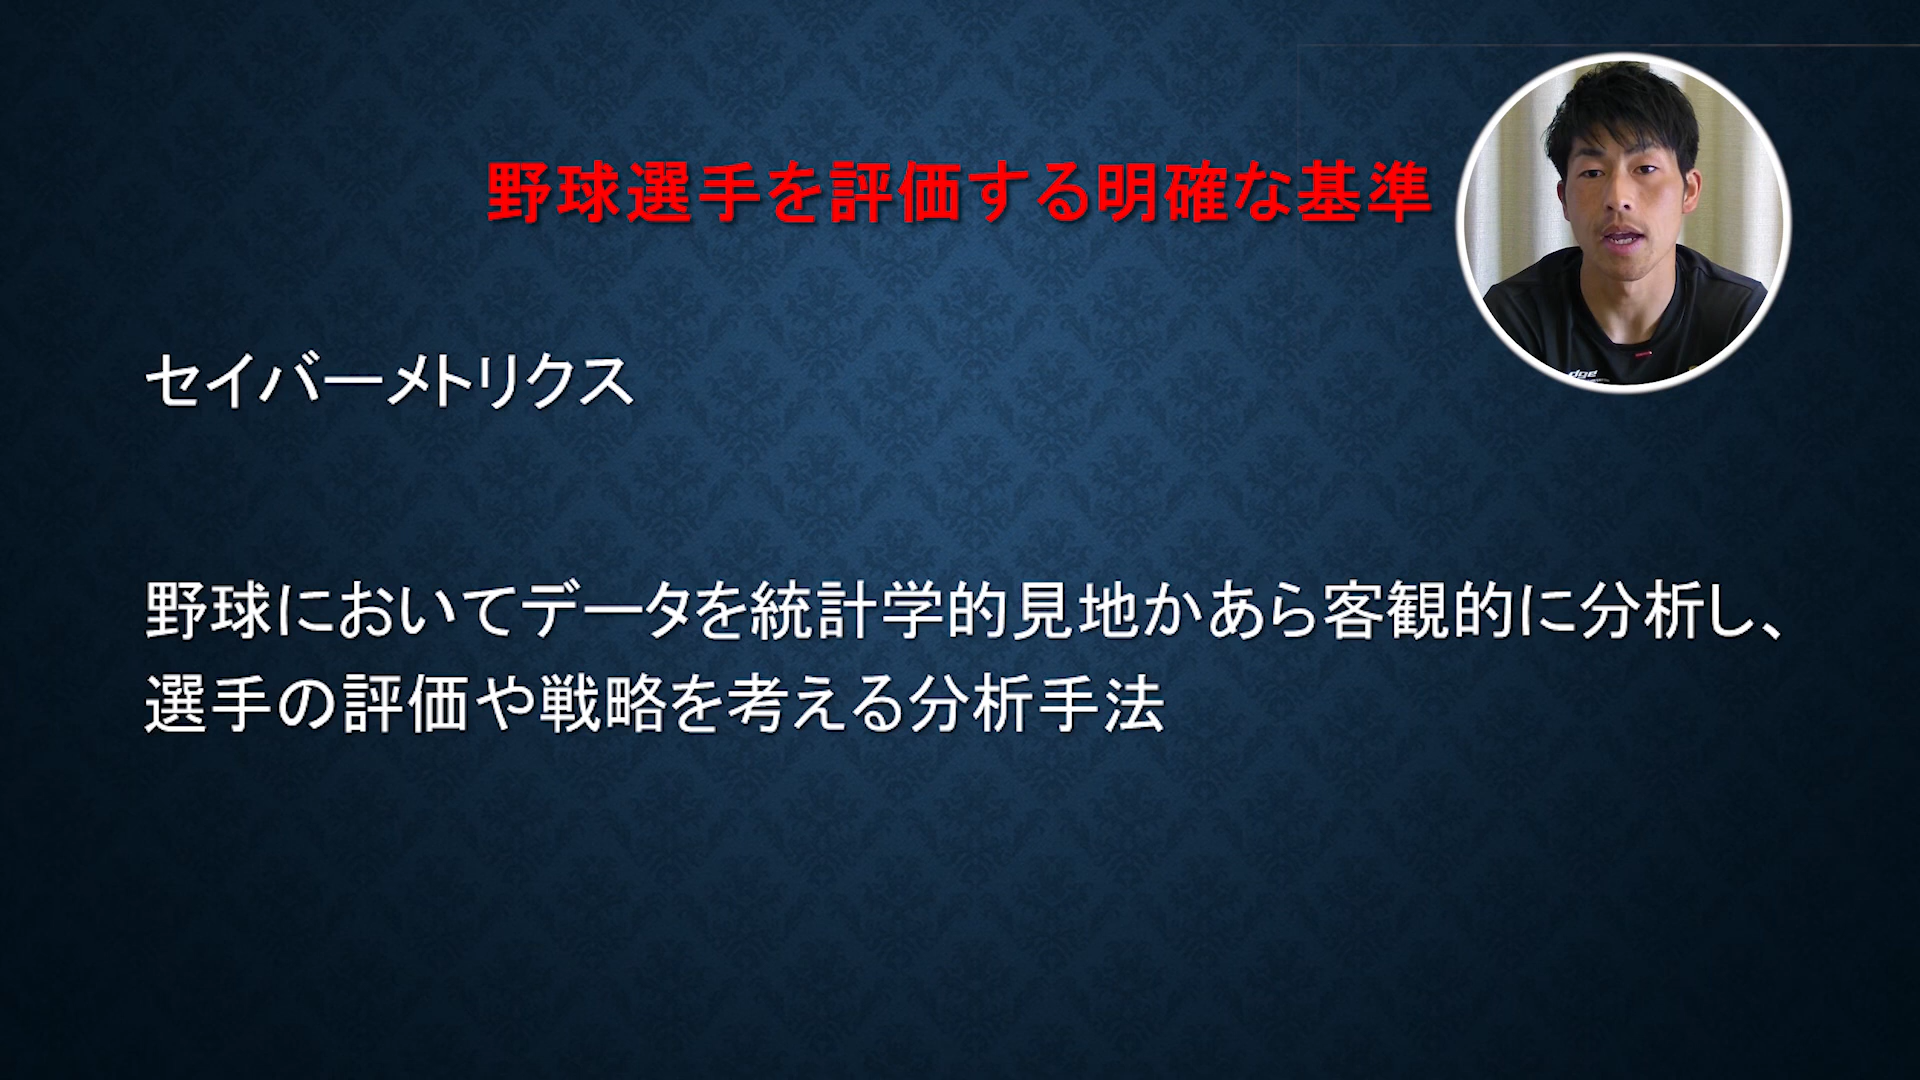 野球選手を評価する明確な基準
セイバーメトリクス
野球においてデータを統計学的見地かあら客観的に分析し、
選手の評価や戦略を考える分析手法
dge